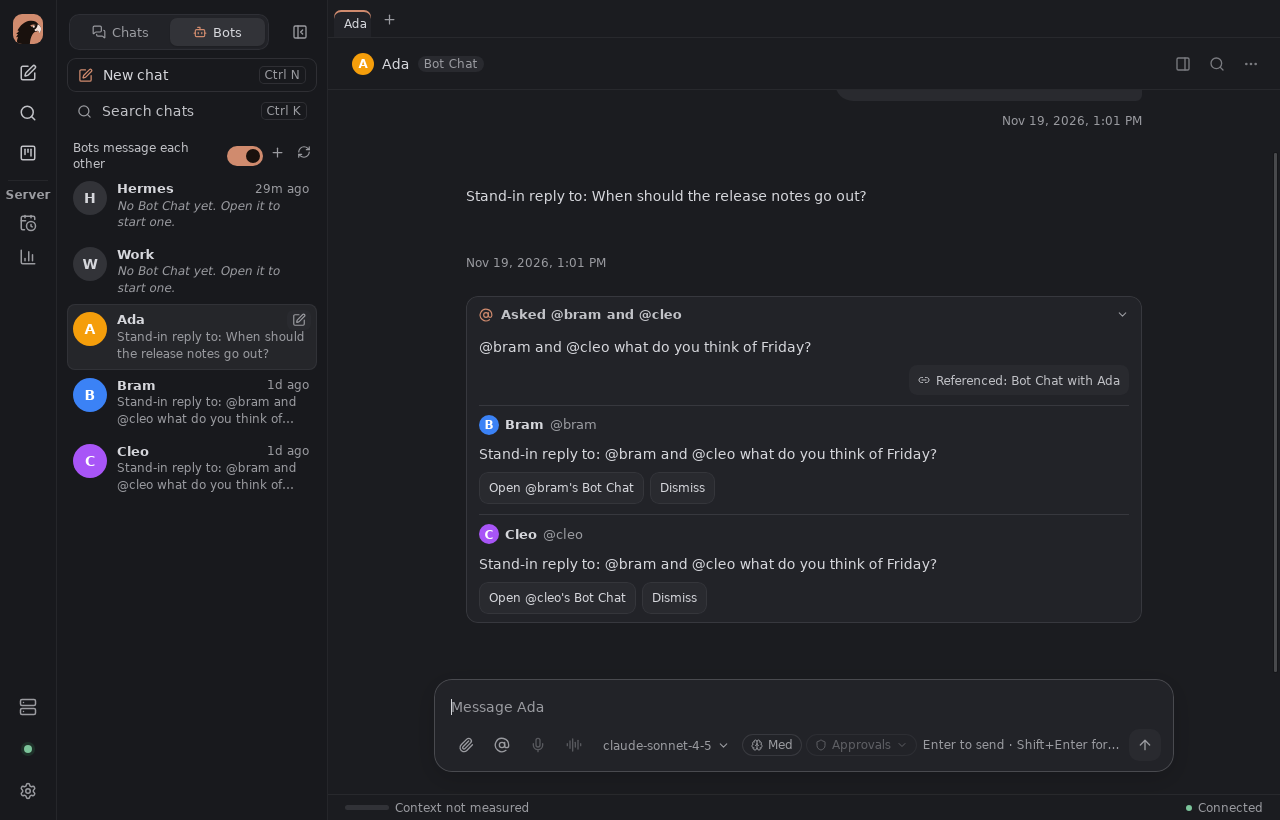 Chats
Bots
New chat
Ctrl N
Search chats
Ctrl K
Bots message each
other
Server
H
Hermes
29m ago
No Bot Chat yet. Open it to
start one.
W
Work
No Bot Chat yet. Open it to
start one.
A
Ada
Stand-in reply to: When should
the release notes go out?
B
Bram
1d ago
Stand-in reply to: @bram and
@cleo what do you think of…
C
Cleo
1d ago
Stand-in reply to: @bram and
@cleo what do you think of…
Ada
A
Ada
Bot Chat
Nov 19, 2026, 1:01 PM
Stand-in reply to: When should the release notes go out?
Nov 19, 2026, 1:01 PM
Asked @bram and @cleo
@bram and @cleo what do you think of Friday?
Referenced: Bot Chat with Ada
B
Bram @bram
Stand-in reply to: @bram and @cleo what do you think of Friday?
Open @bram's Bot Chat
Dismiss
C
Cleo @cleo
Stand-in reply to: @bram and @cleo what do you think of Friday?
Open @cleo's Bot Chat
Dismiss
Message Ada
claude-sonnet-4-5
Med
Approvals
Enter to send · Shift+Enter for…
Context not measured
Connected